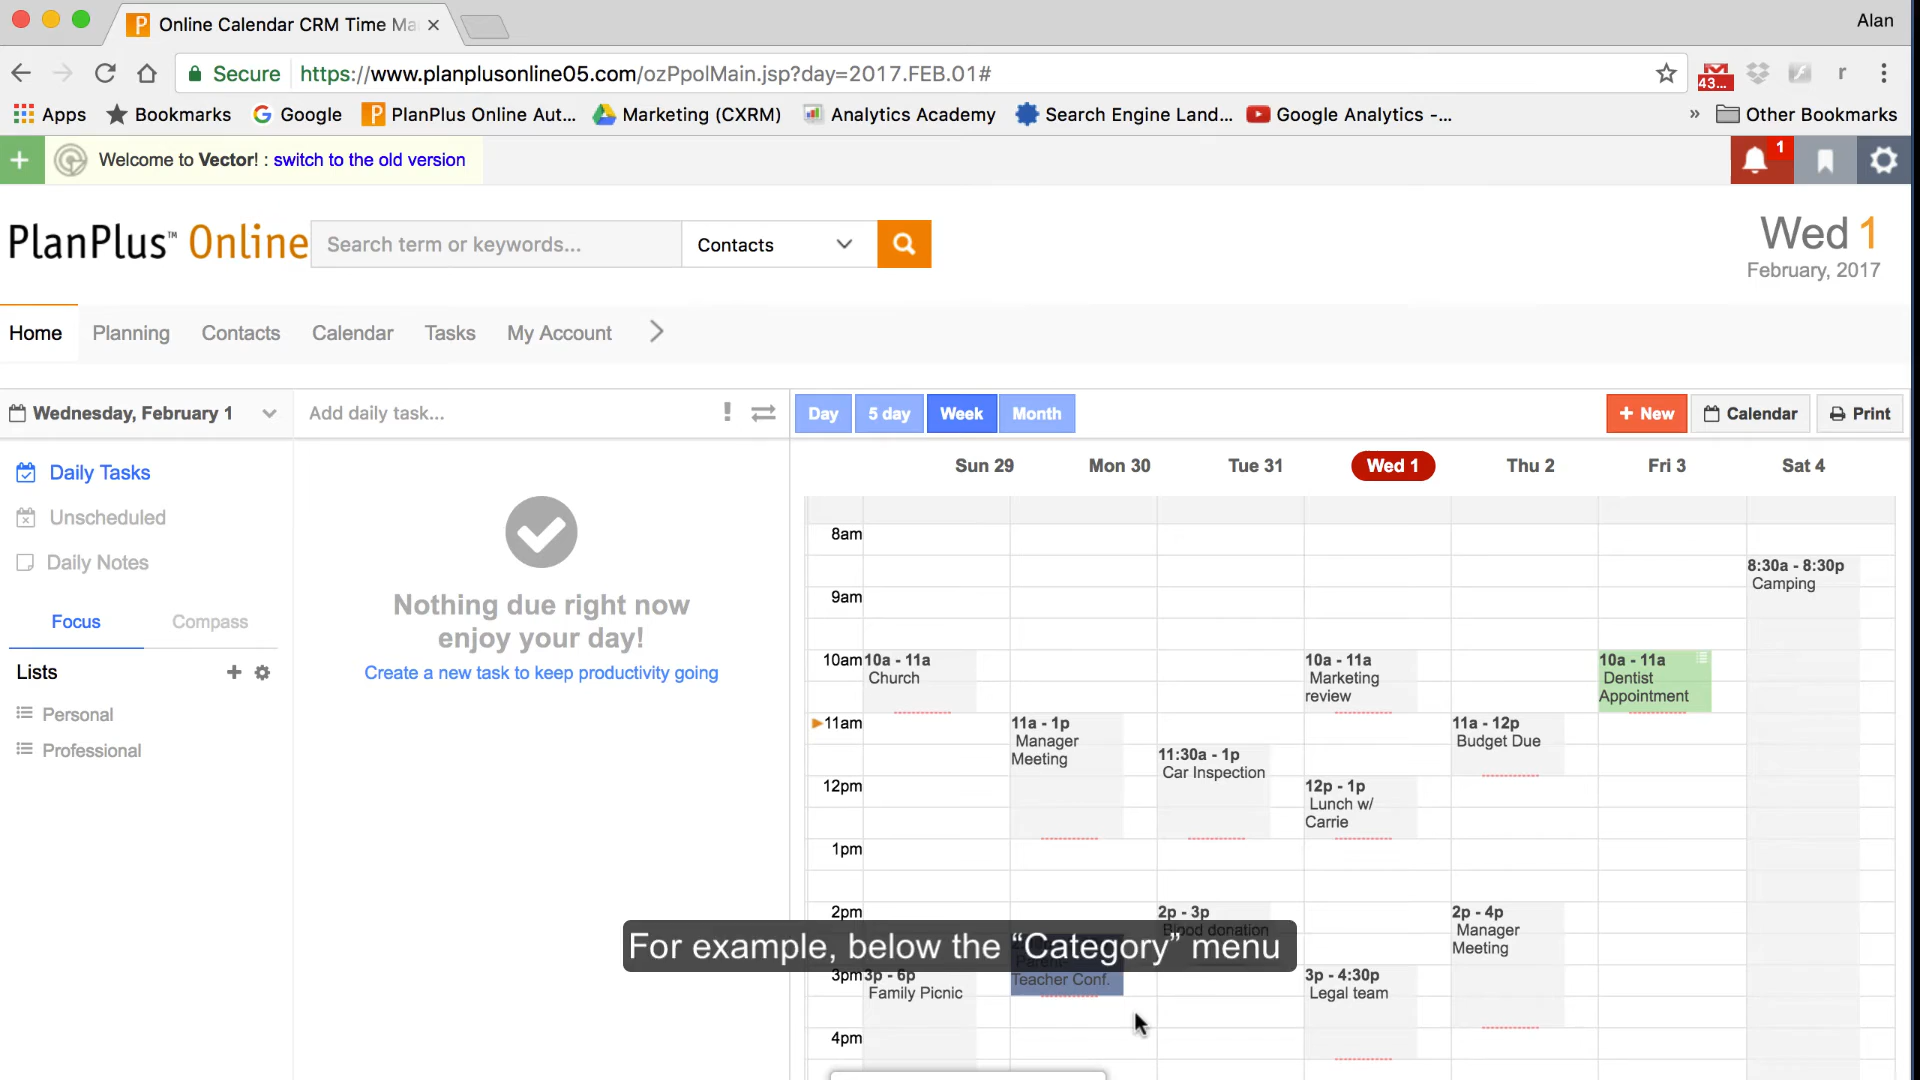 Online Calendar CRM Time Ma
Alan
Secure https://www.planplusonline05.com/ozPpolMain.jsp?day=2017.FEB.01#
43...
r
Apps Bookmarks Google PlanPlus Online Aut... Marketing (CXRM) Analytics Academy Search Engine Land... Google Analytics -... » Other Bookmarks
+ Welcome to Vector! : switch to the old version
1
PlanPlus™ Online
Search term or keywords...
Contacts
Wed 1
February, 2017
Home Planning Contacts Calendar Tasks My Account
Wednesday, February 1
Add daily task...
Day 5 day Week Month
+ New Calendar Print
Daily Tasks
Unscheduled
Daily Notes
Focus Compass
Lists
Personal
Professional
Nothing due right now
enjoy your day!
Create a new task to keep productivity going
Sun 29 Mon 30 Tue 31 Wed 1 Thu 2 Fri 3 Sat 4
8am
8:30a - 8:30p
Camping
9am
10am
10a - 11a
Church
10a - 11a
Marketing
review
10a - 11a
Dentist
Appointment
11am
11a - 1p
Manager
Meeting
11:30a - 1p
Car Inspection
11a - 12p
Budget Due
12pm
12p - 1p
Lunch w/
Carrie
1pm
2pm
2p - 3p
Blood donation
2p - 4p
Manager
Meeting
For example, below the “Category” menu
Teacher Conf.
3pm
3p - 6p
Family Picnic
3p - 4:30p
Legal team
4pm